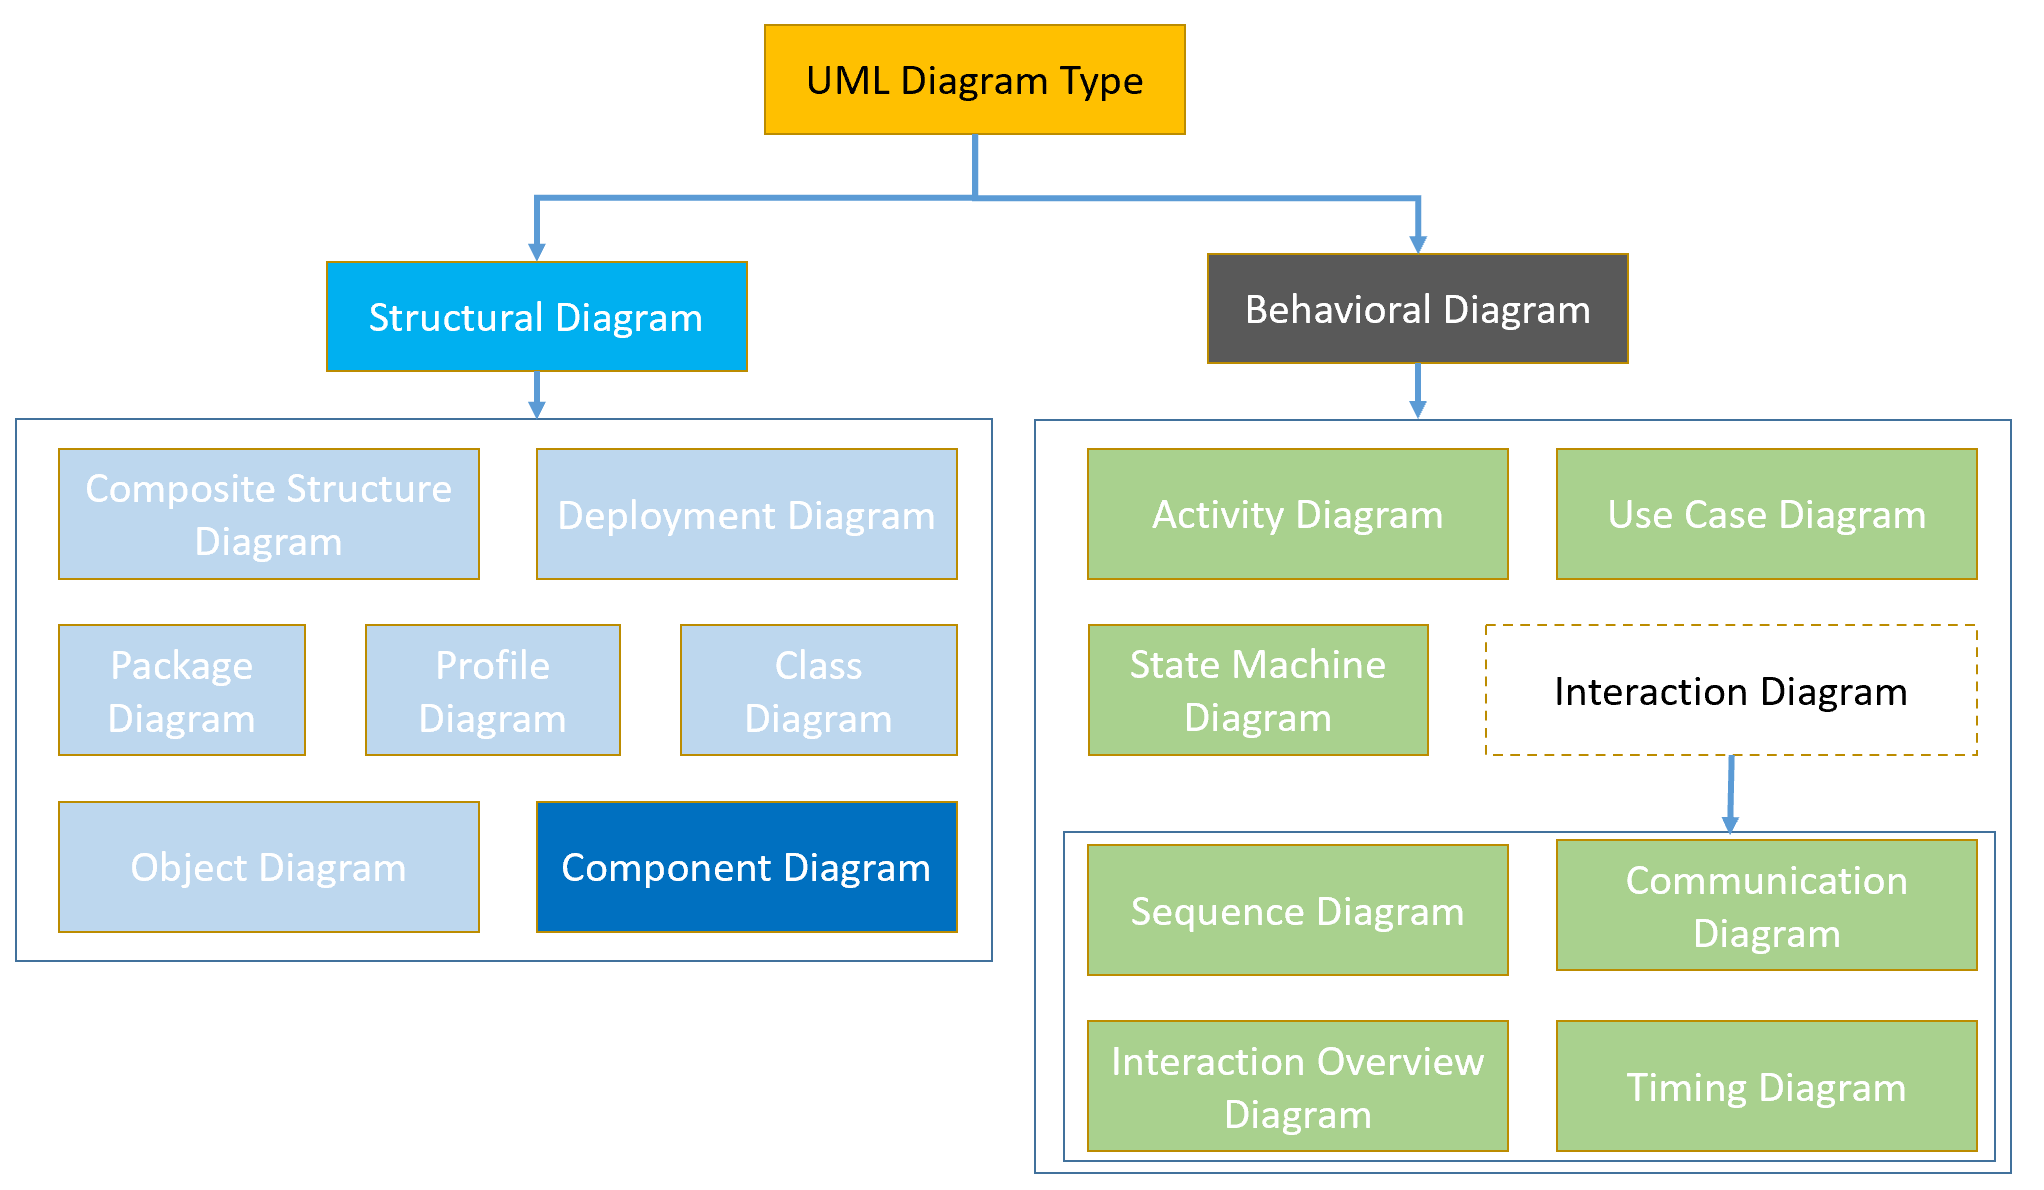 UML Diagram Type
Structural Diagram
Behavioral Diagram
Composite Structure
Diagram
Deployment Diagram
Package
Diagram
Profile
Diagram
Class
Diagram
Object Diagram
Component Diagram
Activity Diagram
Use Case Diagram
State Machine
Diagram
Interaction Diagram
Sequence Diagram
Communication
Diagram
Interaction Overview
Diagram
Timing Diagram